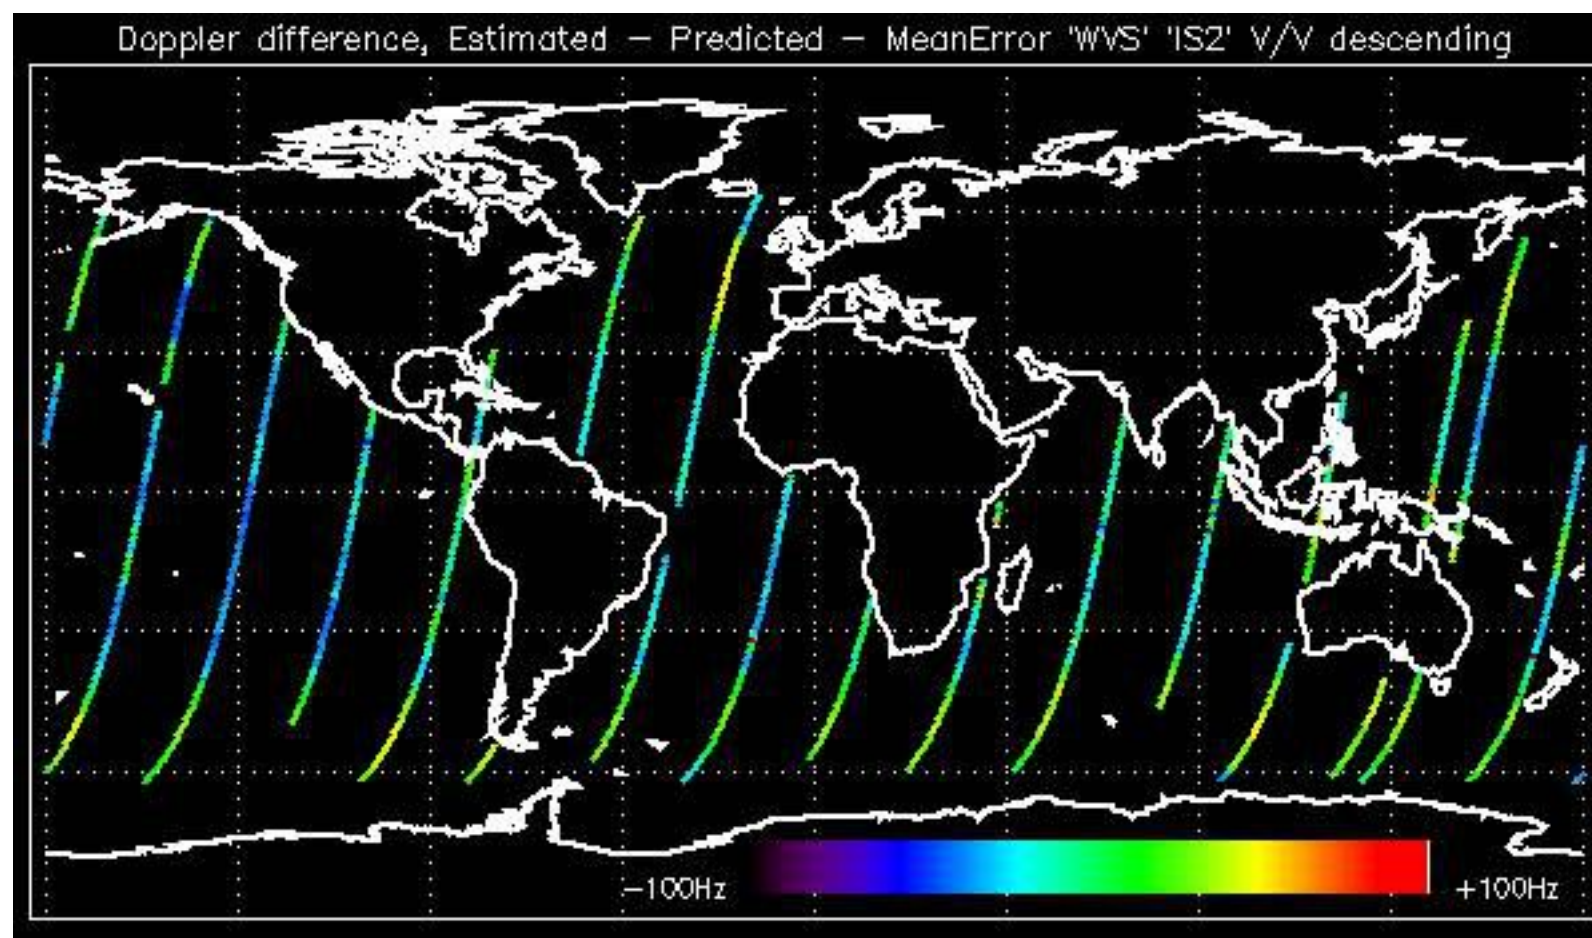 Doppler difference, Estimated – Predicted – MeanError 'WVS' 'IS2' V/V descending
−100Hz +100Hz